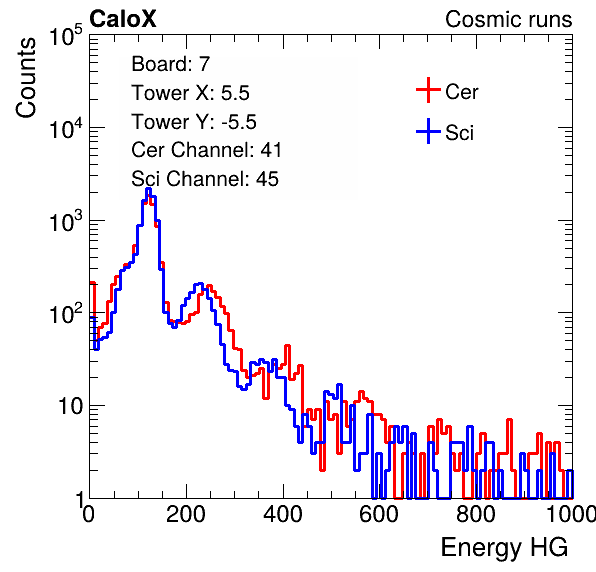 CaloX Cosmic runs
Counts
10^5
10^4
10^3
10^2
10
1
Board: 7
Tower X: 5.5
Tower Y: -5.5
Cer Channel: 41
Sci Channel: 45
Cer
Sci
0 200 400 600 800 1000
Energy HG